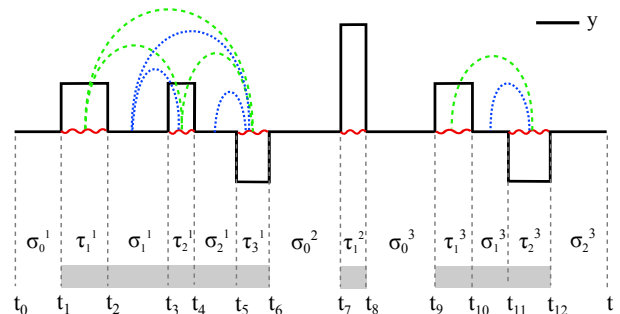 y
σ₀¹ τ₁¹ σ₁¹ τ₂¹ σ₂¹ τ₃¹ σ₀² τ₁² σ₀³ τ₁³ σ₁³ τ₂³ σ₂³
t₀ t₁ t₂ t₃ t₄ t₅ t₆ t₇ t₈ t₉ t₁₀ t₁₁ t₁₂ t